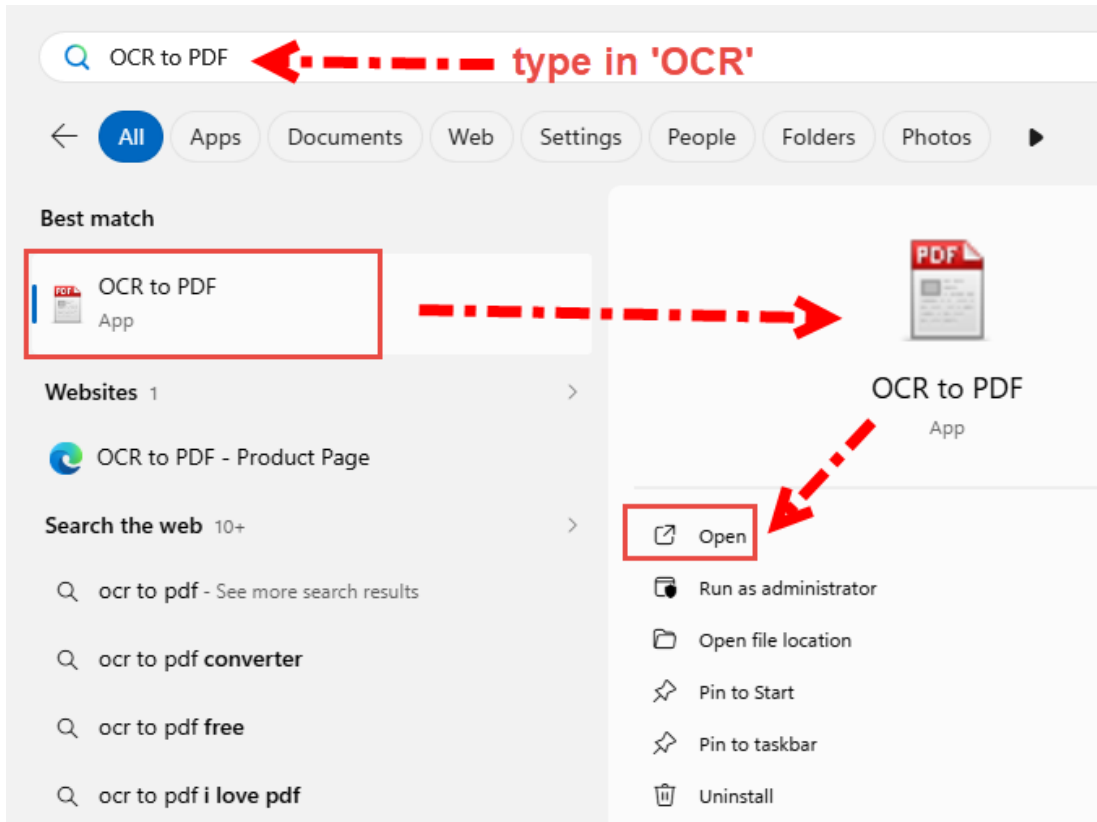 OCR to PDF type in 'OCR'
All Apps Documents Web Settings People Folders Photos
Best match
OCR to PDF
App
Websites 1
OCR to PDF - Product Page
Search the web 10+
ocr to pdf - See more search results
ocr to pdf converter
ocr to pdf free
ocr to pdf i love pdf
PDF
OCR to PDF
App
Open
Run as administrator
Open file location
Pin to Start
Pin to taskbar
Uninstall